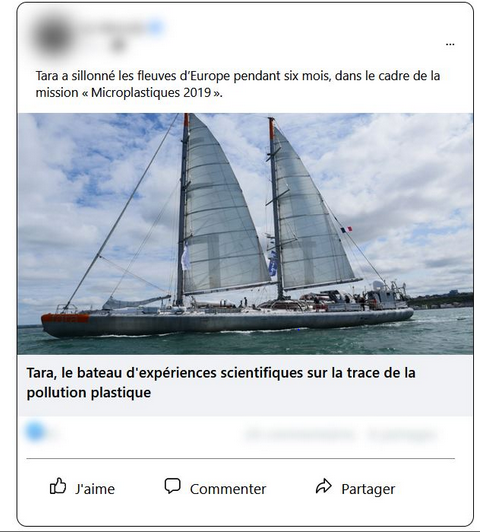 Tara a sillonné les fleuves d'Europe pendant six mois, dans le cadre de la
mission « Microplastiques 2019 ».
Tara, le bateau d'expériences scientifiques sur la trace de la
pollution plastique
J'aime
Commenter
Partager